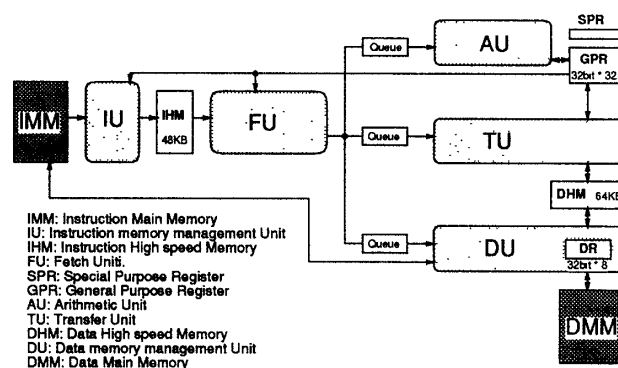 SPR
Queue
AU
GPR
32bit * 32
IMM
IU
IHM
48KB
FU
Queue
TU
DHM 64KB
Queue
DU
DR
32bit * 8
DMM
IMM: Instruction Main Memory
IU: Instruction memory management Unit
IHM: Instruction High speed Memory
FU: Fetch Uniti.
SPR: Special Purpose Register
GPR: General Purpose Register
AU: Arithmetic Unit
TU: Transfer Unit
DHM: Data High speed Memory
DU: Data memory management Unit
DMM: Data Main Memory